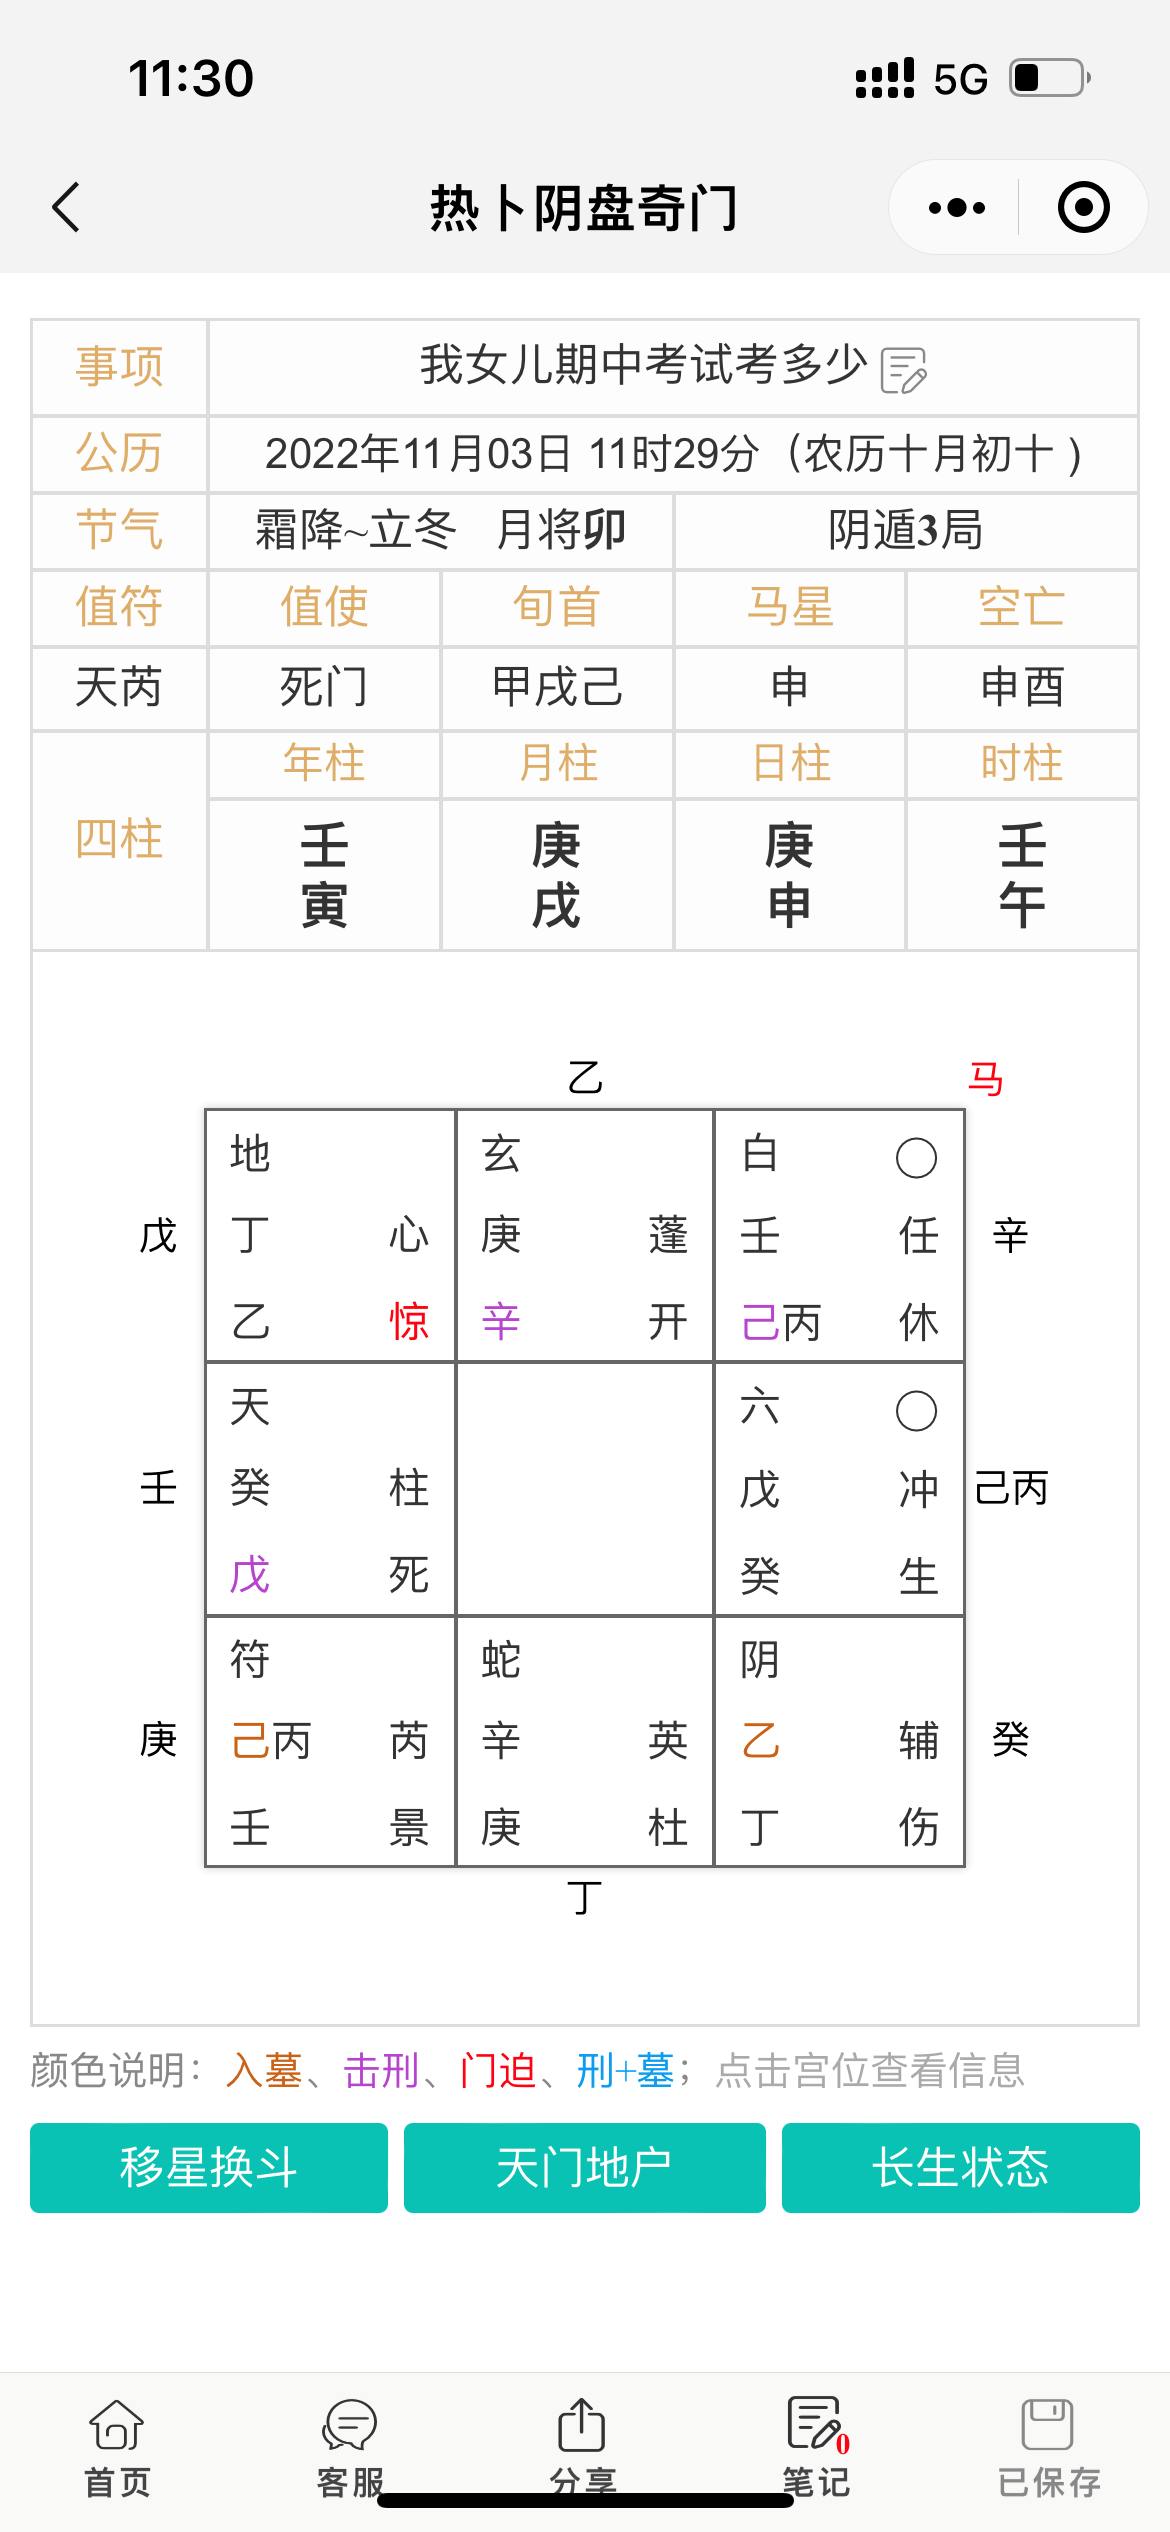 11:30 5G
热卜阴盘奇门
事项 我女儿期中考试考多少
公历 2022年11月03日 11时29分（农历十月初十 )
节气 霜降~立冬 月将卯 阴遁3局
值符 值使 旬首 马星 空亡
天芮 死门 甲戌己 申 申酉
四柱 年柱 月柱 日柱 时柱
壬 庚 庚 壬
寅 戌 申 午
乙 马
地 玄 白 〇
戊 丁 心 庚 蓬 壬 任 辛
乙 惊 辛 开 己丙 休
天 六 〇
壬 癸 柱 戊 冲 己丙
戊 死 癸 生
符 蛇 阴
庚 己丙 芮 辛 英 乙 辅 癸
壬 景 庚 杜 丁 伤
丁
颜色说明：入墓、击刑、门迫、刑+墓；点击宫位查看信息
移星换斗 天门地户 长生状态
0
首页 客服 分享 笔记 已保存